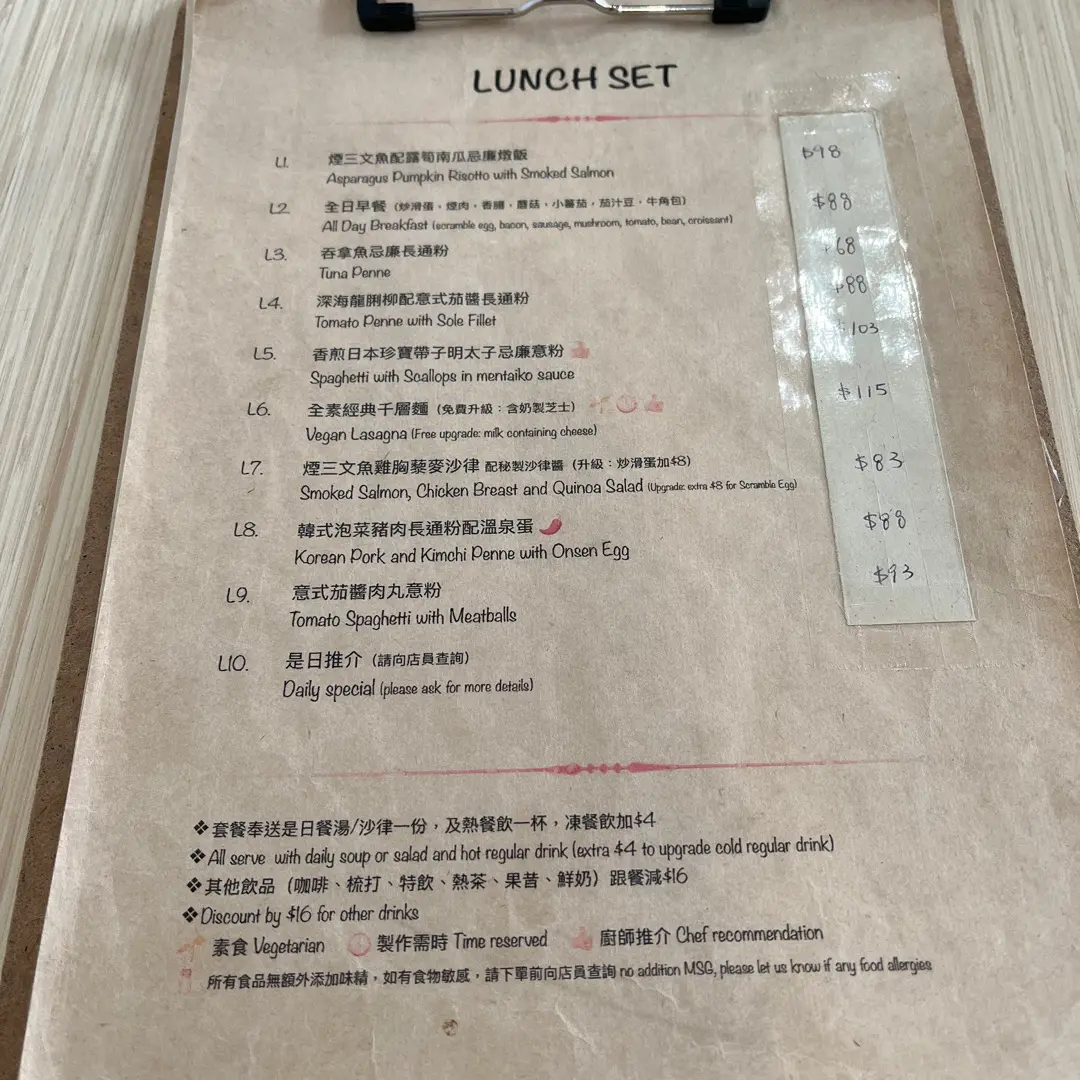 LUNCH SET
L1. 煙三文魚配露筍南瓜忌廉燉飯 $98
Asparagus Pumpkin Risotto with Smoked Salmon
L2. 全日早餐 (炒滑蛋，煙肉，香腸，蘑菇，小蕃茄，茄汁豆，牛角包) $88
All Day Breakfast (scramble egg, bacon, sausage, mushroom, tomato, bean, croissant)
L3. 吞拿魚忌廉長通粉 68
Tuna Penne
L4. 深海龍脷柳配意式茄醬長通粉 88
Tomato Penne with Sole Fillet
L5. 香煎日本珍寶帶子明太子忌廉意粉 103
Spaghetti with Scallops in mentaiko sauce
L6. 全素經典千層麵 (免費升級：含奶製芝士) $115
Vegan Lasagna (Free upgrade: milk containing cheese)
L7. 煙三文魚雞胸藜麥沙律 配秘製沙律醬 (升級：炒滑蛋加$8) $83
Smoked Salmon, Chicken Breast and Quinoa Salad (Upgrade: extra $8 for Scramble Egg)
L8. 韓式泡菜豬肉長通粉配溫泉蛋 $88
Korean Pork and Kimchi Penne with Onsen Egg
L9. 意式茄醬肉丸意粉 $93
Tomato Spaghetti with Meatballs
L10. 是日推介 (請向店員查詢)
Daily special (please ask for more details)
❖套餐奉送是日餐湯/沙律一份，及熱餐飲一杯，凍餐飲加$4
❖All serve with daily soup or salad and hot regular drink (extra $4 to upgrade cold regular drink)
❖其他飲品 (咖啡、梳打、特飲、熱茶、果昔、鮮奶) 跟餐減$16
❖Discount by $16 for other drinks
素食 Vegetarian 製作需時 Time reserved 廚師推介 Chef recommendation
所有食品無額外添加味精，如有食物敏感，請下單前向店員查詢 no addition MSG, please let us know if any food allergies